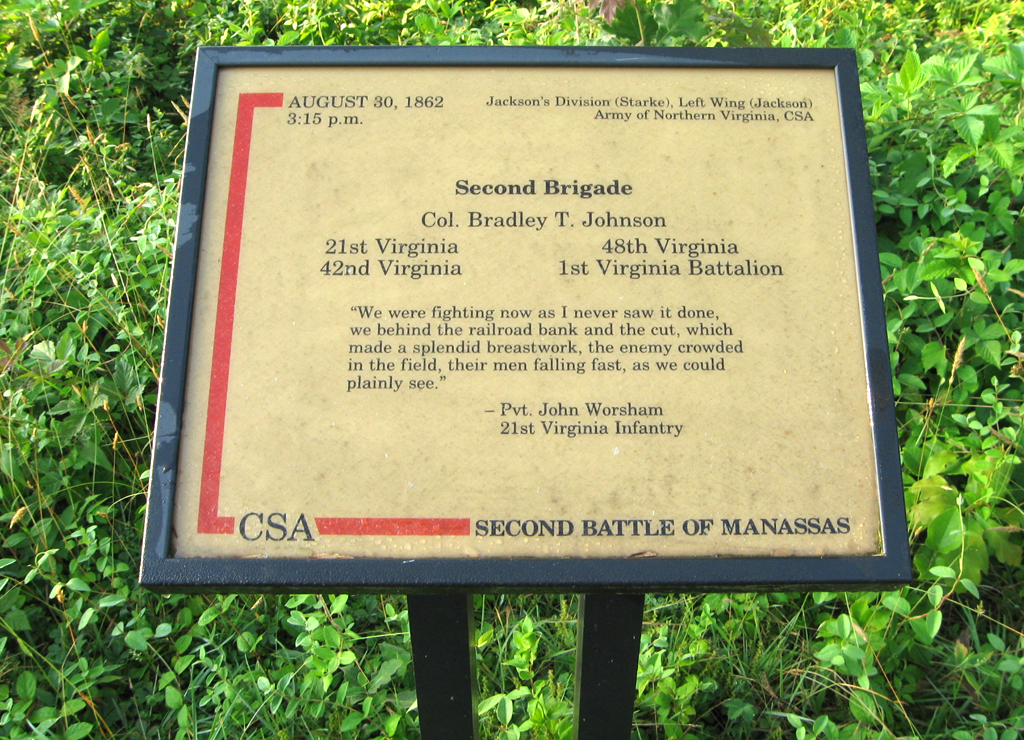 AUGUST 30, 1862
3:15 p.m.
Jackson's Division (Starke), Left Wing (Jackson)
Army of Northern Virginia, CSA
Second Brigade
Col. Bradley T. Johnson
21st Virginia 48th Virginia
42nd Virginia 1st Virginia Battalion
“We were fighting now as I never saw it done,
we behind the railroad bank and the cut, which
made a splendid breastwork, the enemy crowded
in the field, their men falling fast, as we could
plainly see.”
– Pvt. John Worsham
21st Virginia Infantry
CSA SECOND BATTLE OF MANASSAS